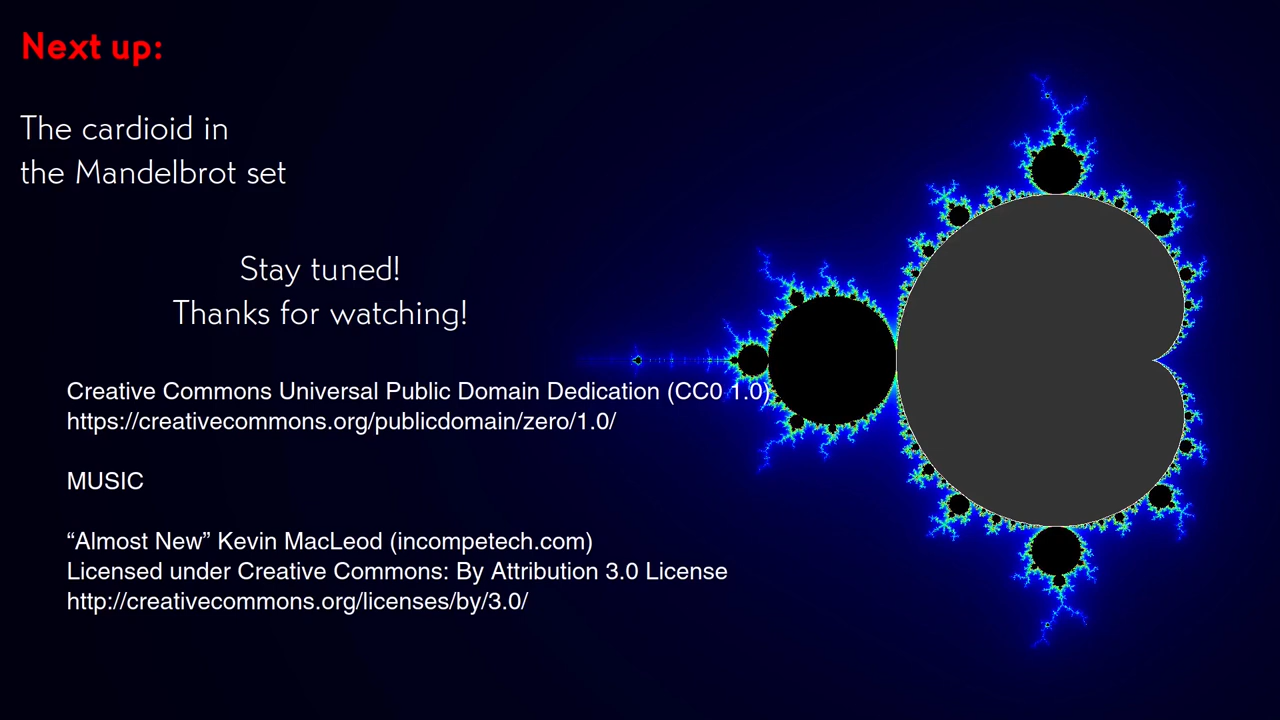 Next up:
The cardioid in
the Mandelbrot set
Stay tuned!
Thanks for watching!
Creative Commons Universal Public Domain Dedication (CC0 1.0)
https://creativecommons.org/publicdomain/zero/1.0/
MUSIC
“Almost New” Kevin MacLeod (incompetech.com)
Licensed under Creative Commons: By Attribution 3.0 License
http://creativecommons.org/licenses/by/3.0/